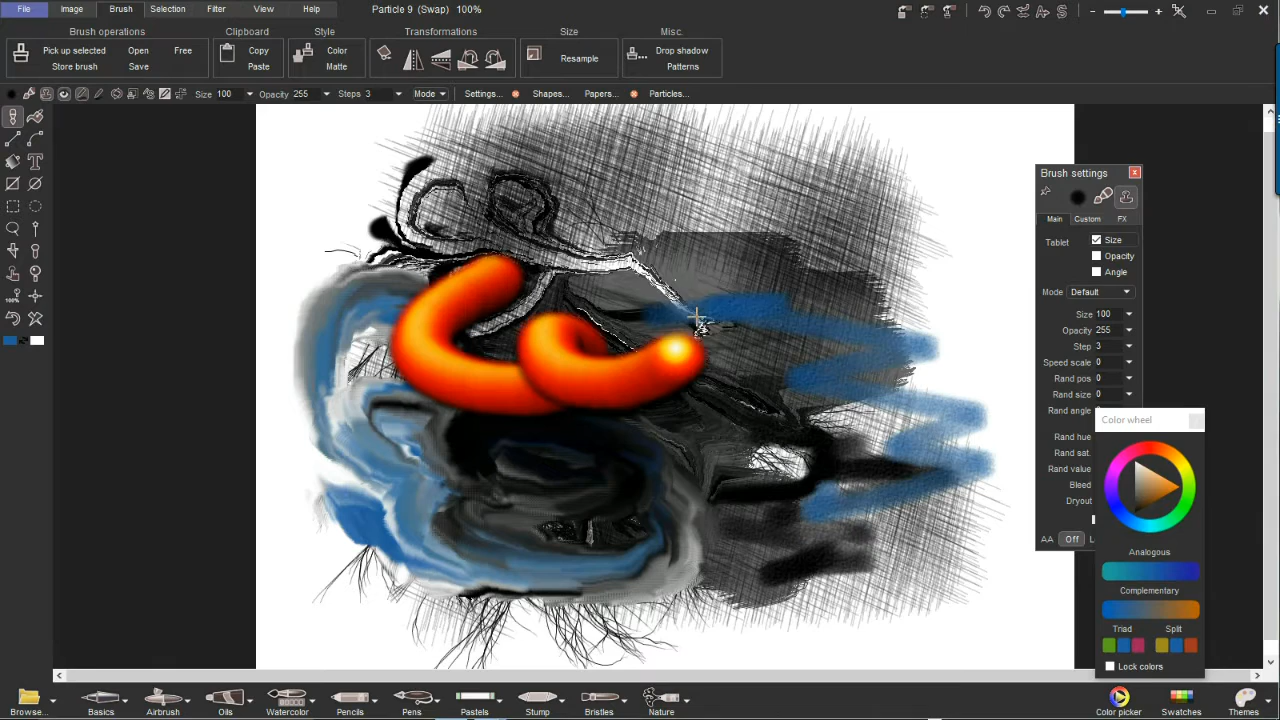 File Image Brush Selection Filter View Help Particle 9 (Swap) 100%
Brush operations Clipboard Style Transformations Size Misc.
Pick up selected Open Free Copy Color Resample Drop shadow
Store brush Save Paste Matte Patterns
Size 100 Opacity 255 Steps 3 Mode Settings... Shapes... Papers... Particles...
Brush settings
Main Custom FX
Tablet Size
Opacity
Angle
Mode Default
Size 100
Opacity 255
Step 3
Speed scale 0
Rand pos 0
Rand size 0
Rand angle
Rand hue
Rand sat.
Rand value
Bleed
Dryout
AA Off
Color wheel
Analogous
Complementary
Triad Split
Lock colors
100%
Browse... Basics Airbrush Oils Watercolor Pencils Pens Pastels Stump Bristles Nature Color picker Swatches Themes